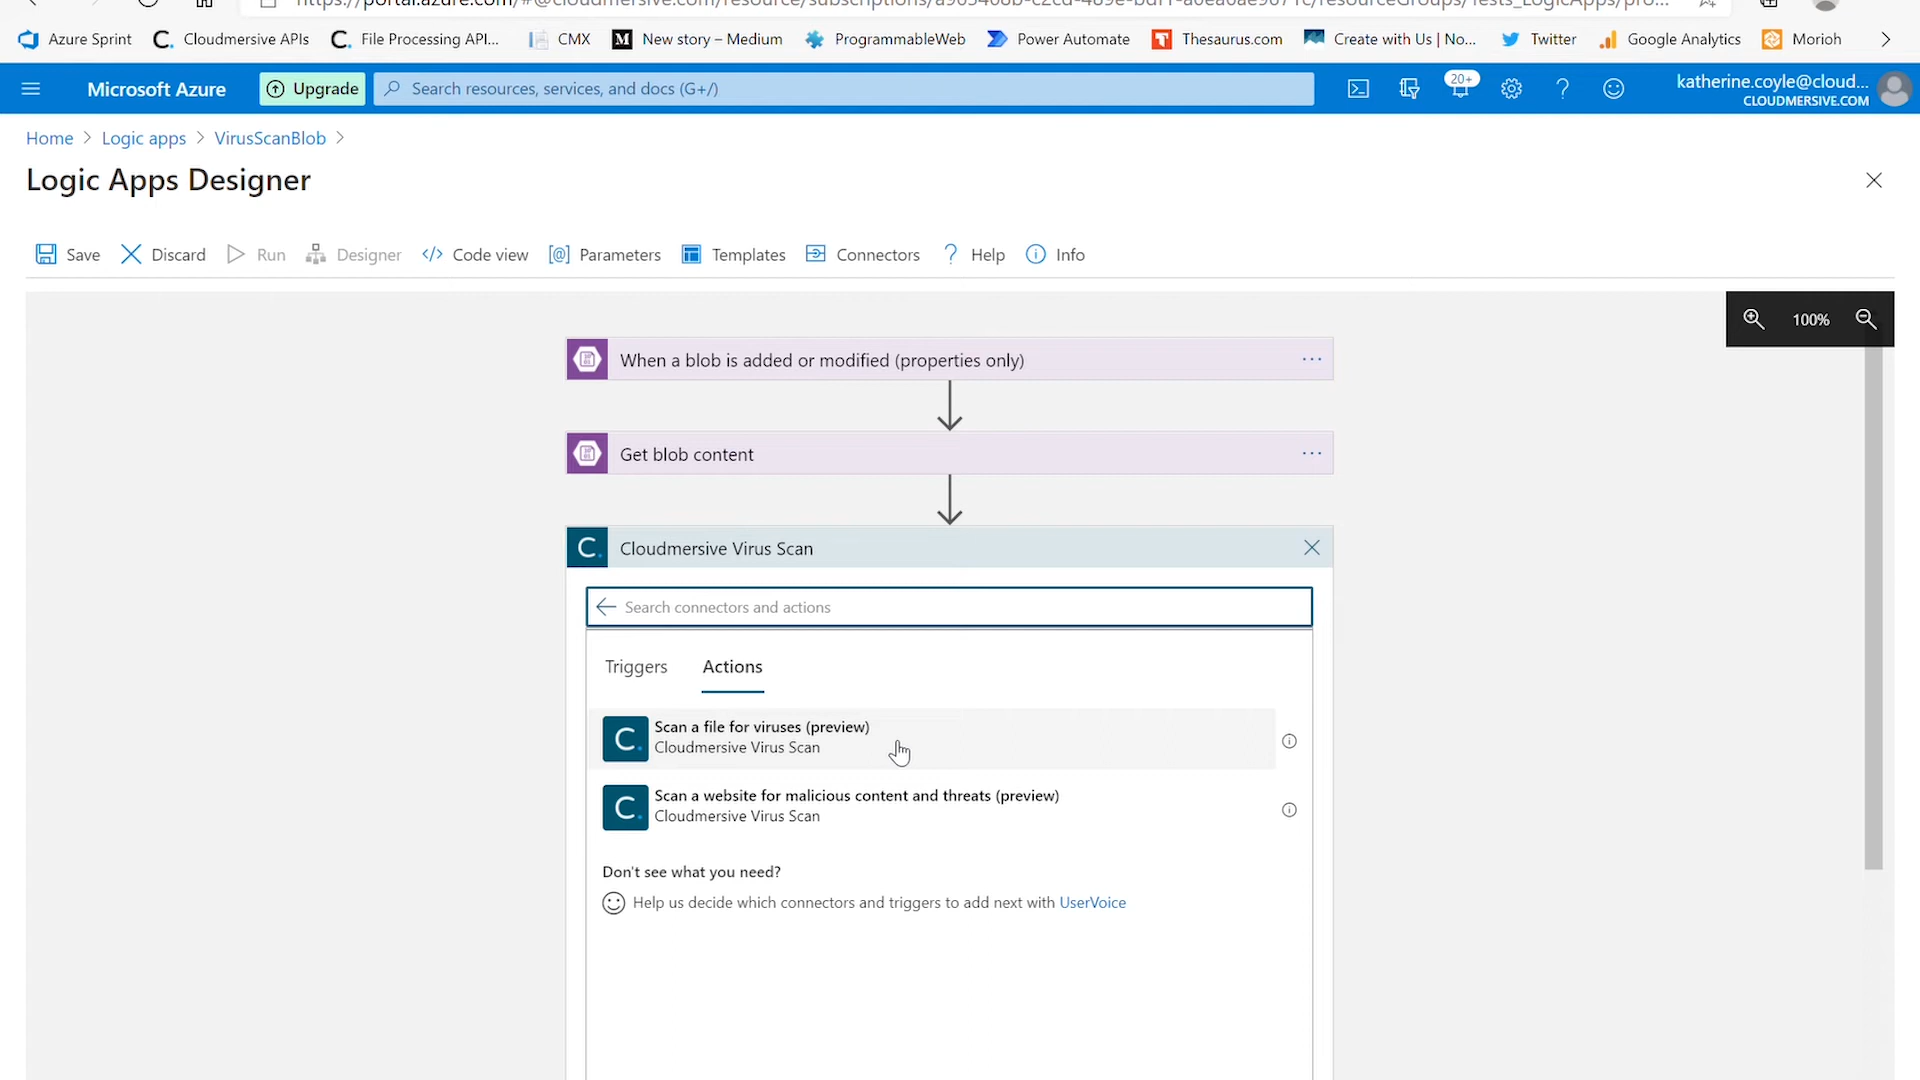 Azure Sprint
Cloudmersive APIs
File Processing API...
CMX
New story – Medium
ProgrammableWeb
Power Automate
Thesaurus.com
Create with Us | No...
Twitter
Google Analytics
Morioh
Microsoft Azure
Upgrade
Search resources, services, and docs (G+/)
20+
katherine.coyle@cloud...
CLOUDMERSIVE.COM
Home > Logic apps > VirusScanBlob >
Logic Apps Designer
Save
Discard
Run
Designer
Code view
Parameters
Templates
Connectors
Help
Info
100%
When a blob is added or modified (properties only)
Get blob content
Cloudmersive Virus Scan
Search connectors and actions
Triggers
Actions
Scan a file for viruses (preview)
Cloudmersive Virus Scan
Scan a website for malicious content and threats (preview)
Cloudmersive Virus Scan
Don't see what you need?
Help us decide which connectors and triggers to add next with UserVoice